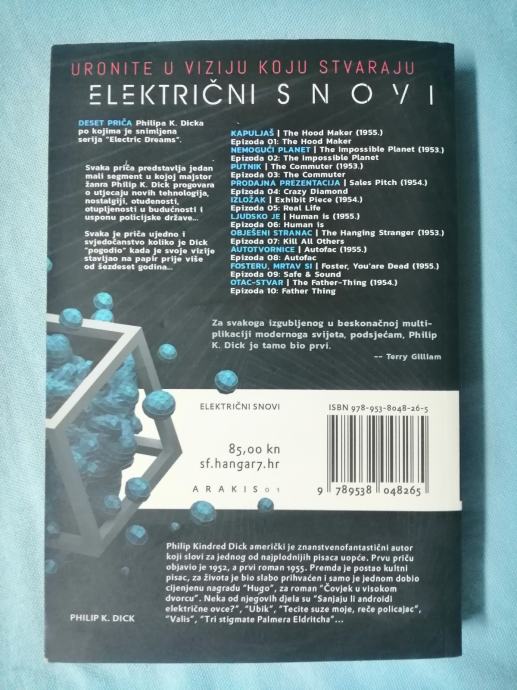 URONITE U VIZIJU KOJU STVARAJU
ELEKTRIČNI SNOVI
DESET PRIČA Philipa K. Dicka
po kojima je snimljena
serija "Electric Dreams".
Svaka priča predstavlja jedan
mali segment u kojoj majstor
žanra Philip K. Dick progovara
o utjecaju novih tehnologija,
nostalgiji, otuđenosti,
otupljenosti u budućnosti i
usponu policijske države...
Svaka je priča ujedno i
svjedočanstvo koliko je Dick
"pogodio" kada je svoje vizije
stavljao na papir prije više
od šezdeset godina...
KAPULJAŠ | The Hood Maker (1955.)
Epizoda 01: The Hood Maker
NEMOGUĆI PLANET | The Impossible Planet (1953.)
Epizoda 02: The Impossible Planet
PUTNIK | The Commuter (1953.)
Epizoda 03: The Commuter
PRODAJNA PREZENTACIJA | Sales Pitch (1954.)
Epizoda 04: Crazy Diamond
IZLOŽAK | Exhibit Piece (1954.)
Epizoda 05: Real Life
LJUDSKO JE | Human is (1955.)
Epizoda 06: Human is
OBJEŠENI STRANAC | The Hanging Stranger (1953.)
Epizoda 07: Kill All Others
AUTOTVORNICE | Autofac (1955.)
Epizoda 08: Autofac
FOSTERU, MRTAV SI | Foster, You'are Dead (1955.)
Epizoda 09: Safe & Sound
OTAC-STVAR | The Father-Thing (1954.)
Epizoda 10: Father Thing
Za svakoga izgubljenog u beskonačnoj multi-
plikaciji modernoga svijeta, podsjećam, Philip
K. Dick je tamo bio prvi.
-- Terry Gilliam
ELEKTRIČNI SNOVI
85,00 kn
sf.hangar7.hr
ARAKIS01
ISBN 978-953-8048-26-5
9 789538 048265
Philip Kindred Dick američki je znanstvenofantastični autor
koji slovi za jednog od najplodnijih pisaca uopće. Prvu priču
objavio je 1952, a prvi roman 1955. Premda je postao kultni
pisac, za života je bio slabo prihvaćen i samo je jednom dobio
cijenjenu nagradu "Hugo", za roman "Čovjek u visokom
dvorcu". Neka od njegovih djela su "Sanjaju li androidi
električne ovce?", "Ubik", "Tecite suze moje, reče policajac",
"Valis", "Tri stigmate Palmera Eldritcha"...
PHILIP K. DICK